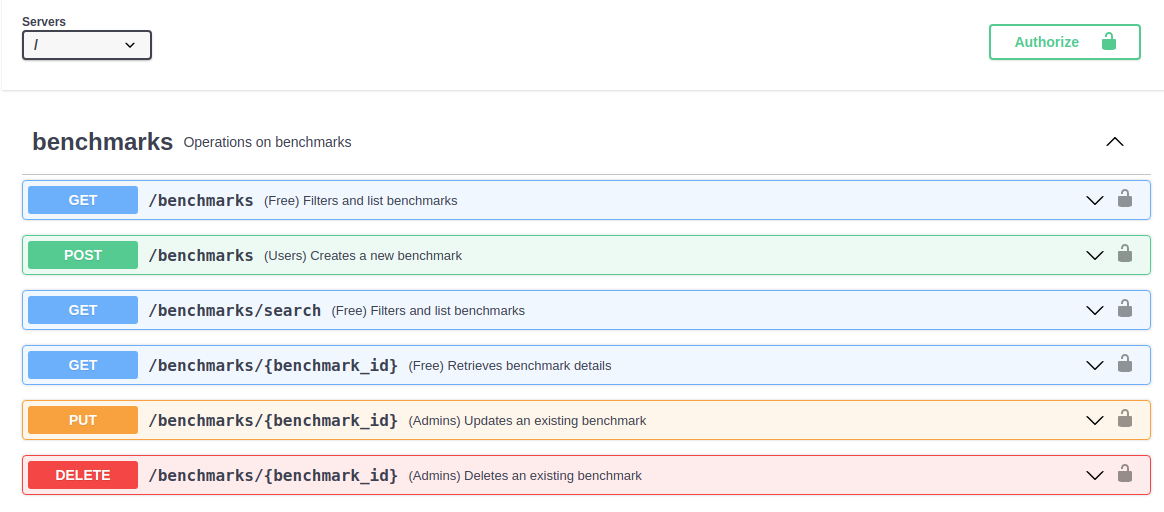 Servers
/
Authorize
benchmarks Operations on benchmarks
GET /benchmarks (Free) Filters and list benchmarks
POST /benchmarks (Users) Creates a new benchmark
GET /benchmarks/search (Free) Filters and list benchmarks
GET /benchmarks/{benchmark_id} (Free) Retrieves benchmark details
PUT /benchmarks/{benchmark_id} (Admins) Updates an existing benchmark
DELETE /benchmarks/{benchmark_id} (Admins) Deletes an existing benchmark